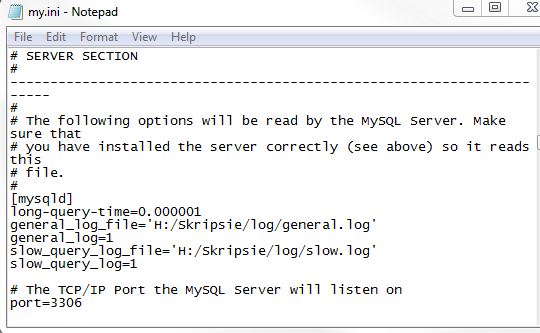 my.ini - Notepad
File Edit Format View Help
# SERVER SECTION
#
-----------------------------------------------------------------
-----
#
# The following options will be read by the MySQL Server. Make
sure that
# you have installed the server correctly (see above) so it reads
this
# file.
#
[mysqld]
long-query-time=0.000001
general_log_file='H:/Skripsie/log/general.log'
general_log=1
slow_query_log_file='H:/Skripsie/log/slow.log'
slow_query_log=1
# The TCP/IP Port the MySQL Server will listen on
port=3306